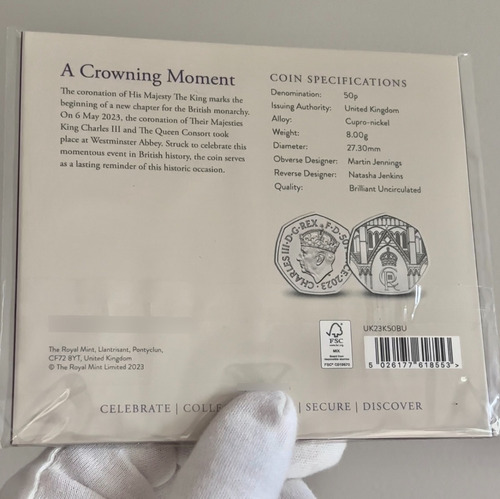 A Crowning Moment
The coronation of His Majesty The King marks the
beginning of a new chapter for the British monarchy.
On 6 May 2023, the coronation of Their Majesties
King Charles III and The Queen Consort took
place at Westminster Abbey. Struck to celebrate this
momentous event in British history, the coin serves
as a lasting reminder of this historic occasion.
COIN SPECIFICATIONS
Denomination: 50p
Issuing Authority: United Kingdom
Alloy: Cupro-nickel
Weight: 8.00g
Diameter: 27.30mm
Obverse Designer: Martin Jennings
Reverse Designer: Natasha Jenkins
Quality: Brilliant Uncirculated
CHARLES III·D·G·REX·F·D·50
CE·2023·
The Royal Mint, Llantrisant, Pontyclun,
CF72 8YT, United Kingdom
© The Royal Mint Limited 2023
FSC
MIX
UK23K50BU
5 026177 618553 >
CELEBRATE | | SECURE | DISCOVER